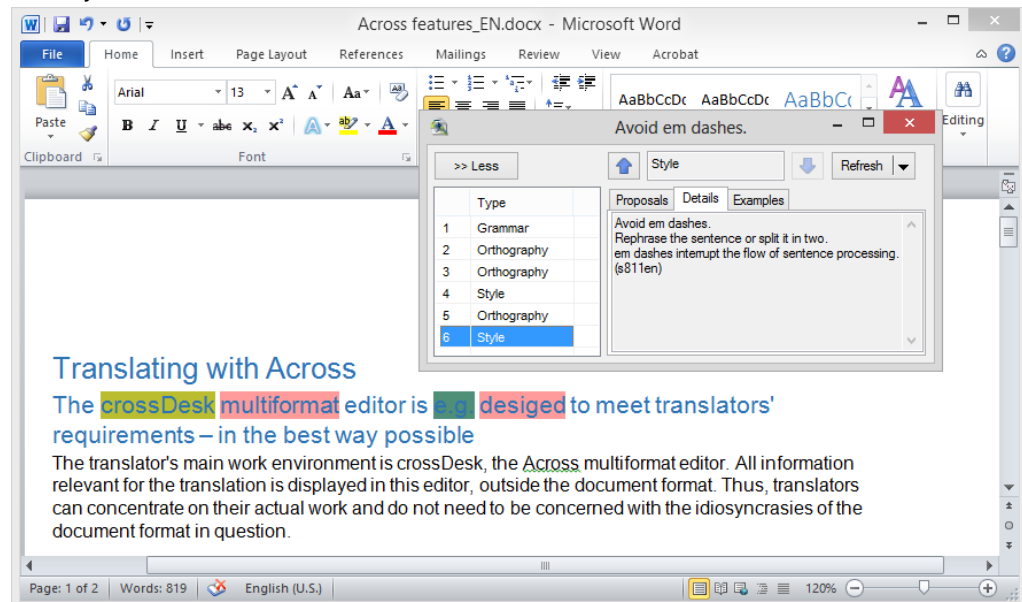 Across features_EN.docx - Microsoft Word
File Home Insert Page Layout References Mailings Review View Acrobat
Arial 13 A A Aa
AaBbCcDc AaBbCcDc AaBbC
Paste B I U abe X₂ X² A A Editing
Clipboard Font
Avoid em dashes.
>> Less Style Refresh
Type
1 Grammar
2 Orthography
3 Orthography
4 Style
5 Orthography
6 Style
Proposals Details Examples
Avoid em dashes.
Rephrase the sentence or split it in two.
em dashes interrupt the flow of sentence processing.
(s811en)
Translating with Across
The crossDesk multiformat editor is e.g. desiged to meet translators'
requirements – in the best way possible
The translator's main work environment is crossDesk, the Across multiformat editor. All information
relevant for the translation is displayed in this editor, outside the document format. Thus, translators
can concentrate on their actual work and do not need to be concerned with the idiosyncrasies of the
document format in question.
Page: 1 of 2 Words: 819 English (U.S.) 120%